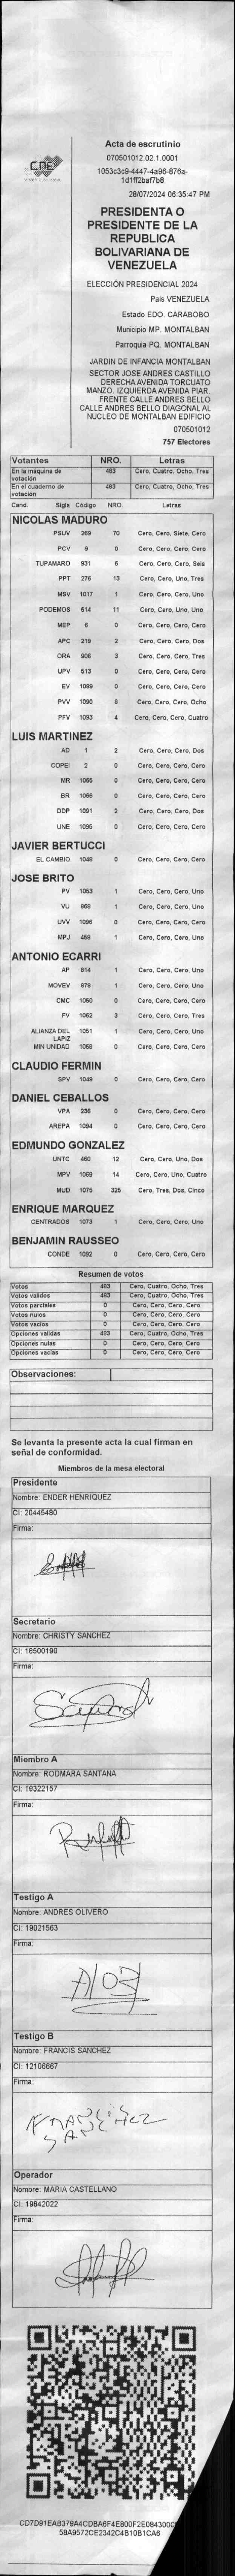 CNE
Acta de escrutinio
070501012.02.1.0001
1053c3c9-4447-4a96-876a-
1d1ff2baf7b8
28/07/2024 06:35:47 PM
PRESIDENTA O
PRESIDENTE DE LA
REPUBLICA
BOLIVARIANA DE
VENEZUELA
ELECCIÓN PRESIDENCIAL 2024
Pais VENEZUELA
Estado EDO. CARABOBO
Municipio MP. MONTALBAN
Parroquia PQ. MONTALBAN
JARDIN DE INFANCIA MONTALBAN
SECTOR JOSE ANDRES CASTILLO
DERECHA AVENIDA TORCUATO
MANZO. IZQUIERDA AVENIDA PIAR.
FRENTE CALLE ANDRES BELLO
CALLE ANDRES BELLO DIAGONAL AL
NUCLEO DE MONTALBAN EDIFICIO
070501012
757 Electores
Votantes NRO. Letras
En la máquina de votación 483 Cero, Cuatro, Ocho, Tres
En el cuaderno de votación 483 Cero, Cuatro, Ocho, Tres
Cand. Sigla Código NRO. Letras
NICOLAS MADURO
PSUV 269 70 Cero, Cero, Siete, Cero
PCV 9 0 Cero, Cero, Cero, Cero
TUPAMARO 931 6 Cero, Cero, Cero, Seis
PPT 276 13 Cero, Cero, Uno, Tres
MSV 1017 1 Cero, Cero, Cero, Uno
PODEMOS 514 11 Cero, Cero, Uno, Uno
MEP 6 0 Cero, Cero, Cero, Cero
APC 219 2 Cero, Cero, Cero, Dos
ORA 906 3 Cero, Cero, Cero, Tres
UPV 513 0 Cero, Cero, Cero, Cero
EV 1089 0 Cero, Cero, Cero, Cero
PVV 1090 8 Cero, Cero, Cero, Ocho
PFV 1093 4 Cero, Cero, Cero, Cuatro
LUIS MARTINEZ
AD 1 2 Cero, Cero, Cero, Dos
COPEI 2 0 Cero, Cero, Cero, Cero
MR 1065 0 Cero, Cero, Cero, Cero
BR 1066 0 Cero, Cero, Cero, Cero
DDP 1091 2 Cero, Cero, Cero, Dos
UNE 1095 0 Cero, Cero, Cero, Cero
JAVIER BERTUCCI
EL CAMBIO 1048 0 Cero, Cero, Cero, Cero
JOSE BRITO
PV 1053 1 Cero, Cero, Cero, Uno
VU 868 1 Cero, Cero, Cero, Uno
UVV 1096 0 Cero, Cero, Cero, Cero
MPJ 459 1 Cero, Cero, Cero, Uno
ANTONIO ECARRI
AP 814 1 Cero, Cero, Cero, Uno
MOVEV 879 1 Cero, Cero, Cero, Uno
CMC 1050 0 Cero, Cero, Cero, Cero
FV 1062 3 Cero, Cero, Cero, Tres
ALIANZA DEL LAPIZ 1051 1 Cero, Cero, Cero, Uno
MIN UNIDAD 1058 0 Cero, Cero, Cero, Cero
CLAUDIO FERMIN
SPV 1049 0 Cero, Cero, Cero, Cero
DANIEL CEBALLOS
VPA 236 0 Cero, Cero, Cero, Cero
AREPA 1094 0 Cero, Cero, Cero, Cero
EDMUNDO GONZALEZ
UNTC 460 12 Cero, Cero, Uno, Dos
MPV 1069 14 Cero, Cero, Uno, Cuatro
MUD 1075 325 Cero, Tres, Dos, Cinco
ENRIQUE MARQUEZ
CENTRADOS 1073 1 Cero, Cero, Cero, Uno
BENJAMIN RAUSSEO
CONDE 1092 0 Cero, Cero, Cero, Cero
Resumen de votos
Votos 483 Cero, Cuatro, Ocho, Tres
Votos validos 483 Cero, Cuatro, Ocho, Tres
Votos parciales 0 Cero, Cero, Cero, Cero
Votos nulos 0 Cero, Cero, Cero, Cero
Votos vacios 0 Cero, Cero, Cero, Cero
Opciones validas 483 Cero, Cuatro, Ocho, Tres
Opciones nulas 0 Cero, Cero, Cero, Cero
Opciones vacias 0 Cero, Cero, Cero, Cero
Observaciones:
Se levanta la presente acta la cual firman en
señal de conformidad.
Miembros de la mesa electoral
Presidente
Nombre: ENDER HENRIQUEZ
CI: 20445480
Firma:
Secretario
Nombre: CHRISTY SANCHEZ
CI: 18500190
Firma:
Miembro A
Nombre: RODMARA SANTANA
CI: 19322157
Firma:
Testigo A
Nombre: ANDRES OLIVERO
CI: 19021563
Firma:
Testigo B
Nombre: FRANCIS SANCHEZ
CI: 12106667
Firma:
FRANCIS
SANCHEZ
Operador
Nombre: MARIA CASTELLANO
CI: 19842022
Firma:
58A9572CE2342C4B10B1CA6